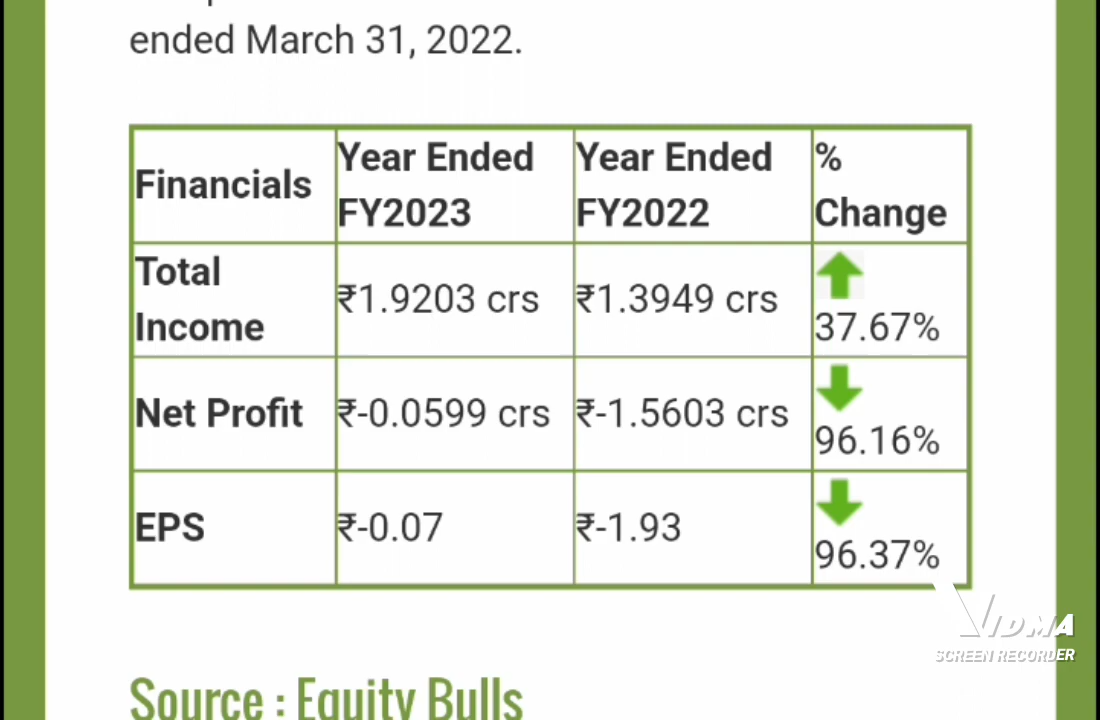 ended March 31, 2022.
Financials
Year Ended
FY2023
Year Ended
FY2022
%
Change
Total
Income
₹1.9203 crs
₹1.3949 crs
37.67%
Net Profit
₹-0.0599 crs
₹-1.5603 crs
96.16%
EPS
₹-0.07
₹-1.93
96.37%
VIDMA
SCREEN RECORDER
Source : Equity Bulls